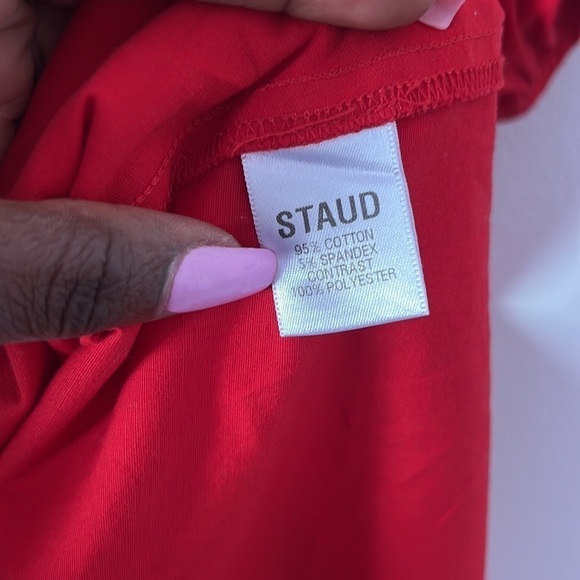 STAUD
95% COTTON
5% SPANDEX
CONTRAST
100% POLYESTER